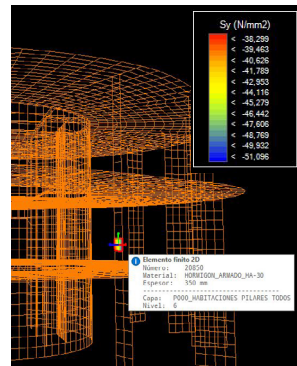 Sy (N/mm2)
< -38,299
< -39,463
< -40,626
< -41,789
< -42,953
< -44,116
< -45,279
< -46,442
< -47,606
< -48,769
< -49,932
< -51,096
Elemento finito 2D
Número: 20850
Material: HORMIGON_ARMADO_HA-30
Espesor: 350 mm
Capa: P000_HABITACIONES PILARES TODOS
Nivel: 6